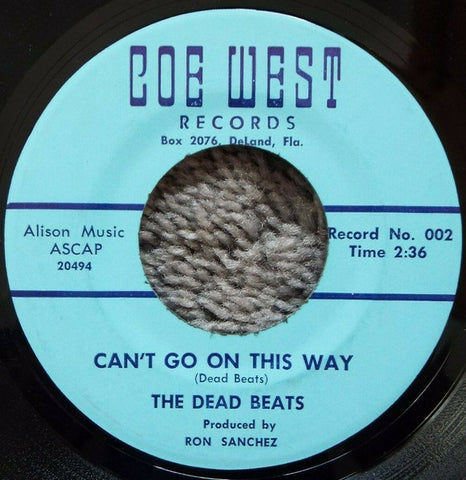 COE WEST
RECORDS
Box 2076, DeLand, Fla.
Alison Music
ASCAP
20494
Record No. 002
Time 2:36
CAN'T GO ON THIS WAY
(Dead Beats)
THE DEAD BEATS
Produced by
RON SANCHEZ